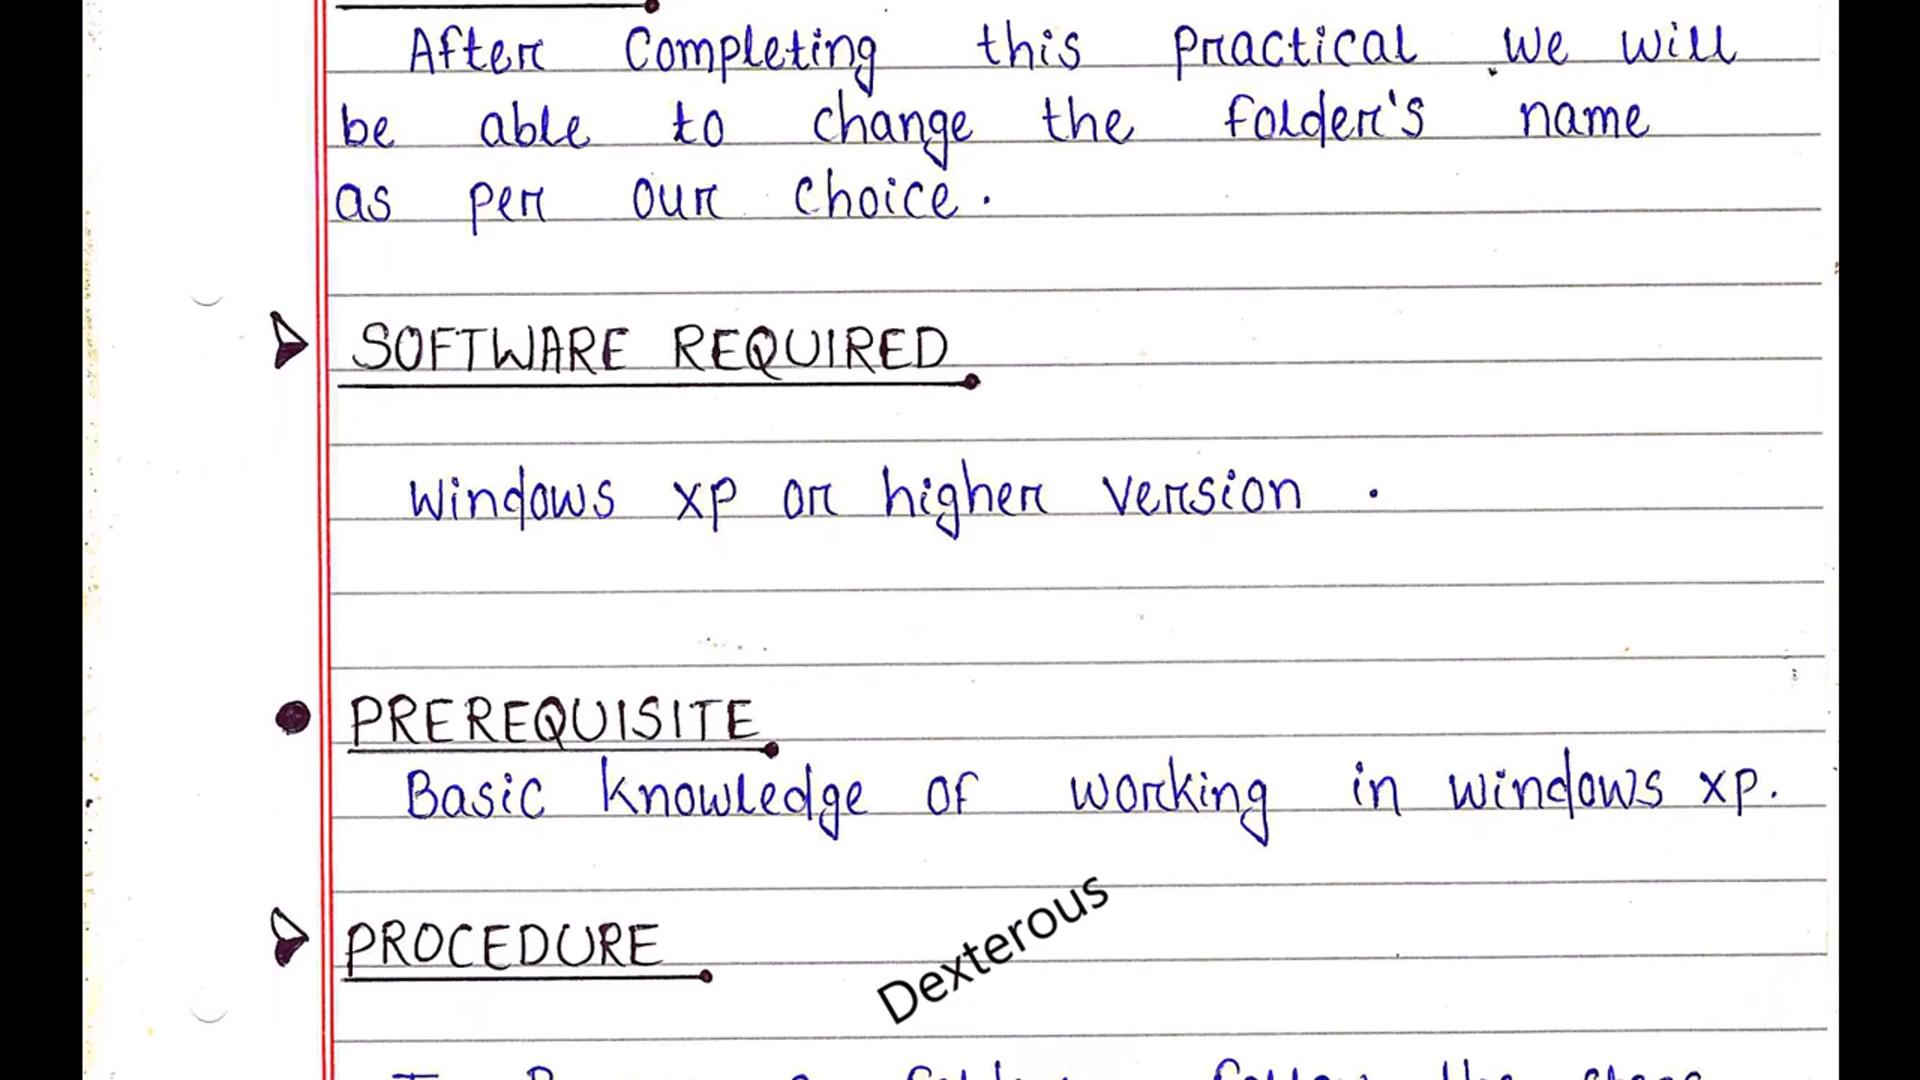 After Completing this Practical we will
be able to change the folder's name
as per our choice.
SOFTWARE REQUIRED
Windows xp or higher version.
PREREQUISITE
Basic knowledge of working in windows xp.
PROCEDURE
Dexterous